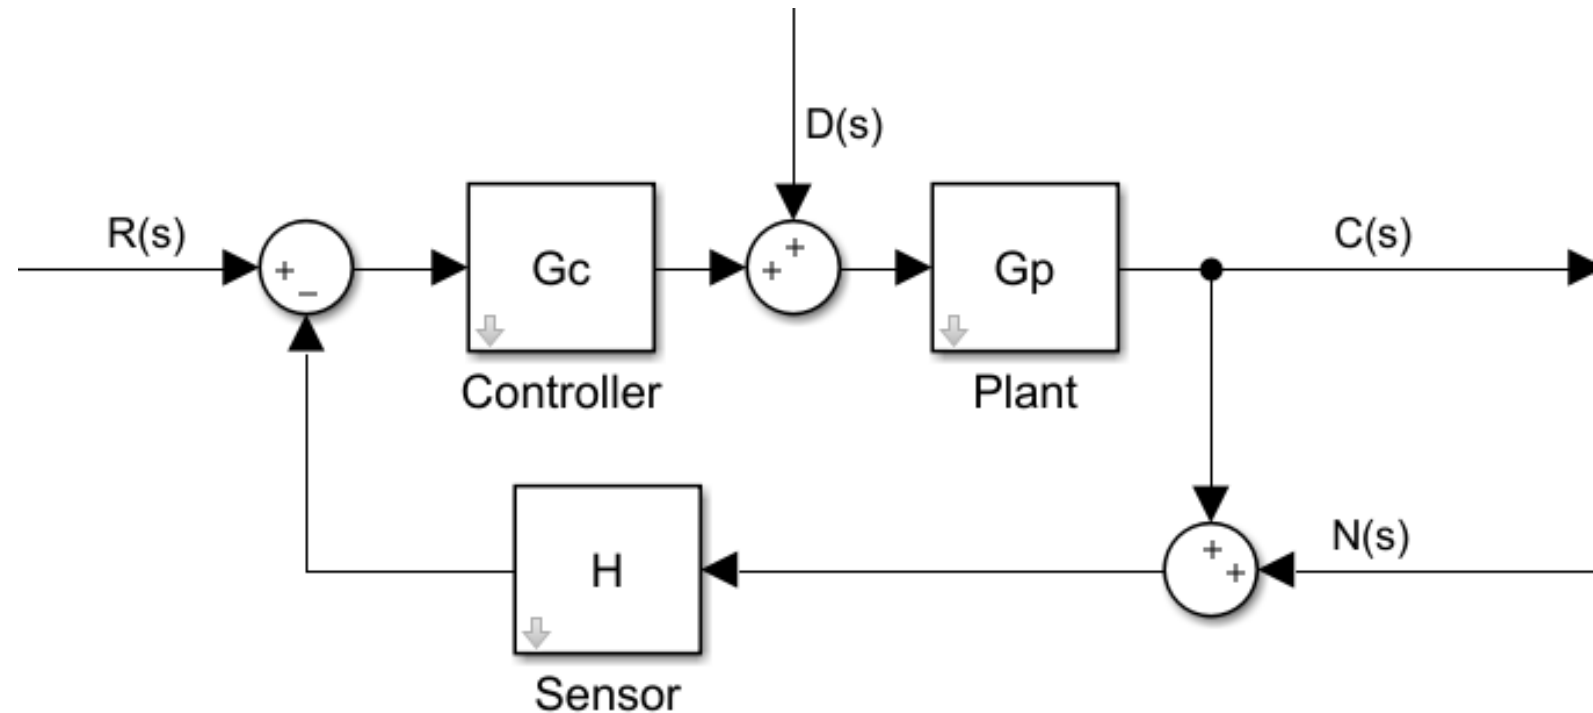 D(s)
R(s)
+
−
Gc
+
+
Gp
C(s)
Controller
Plant
H
+
+
N(s)
Sensor